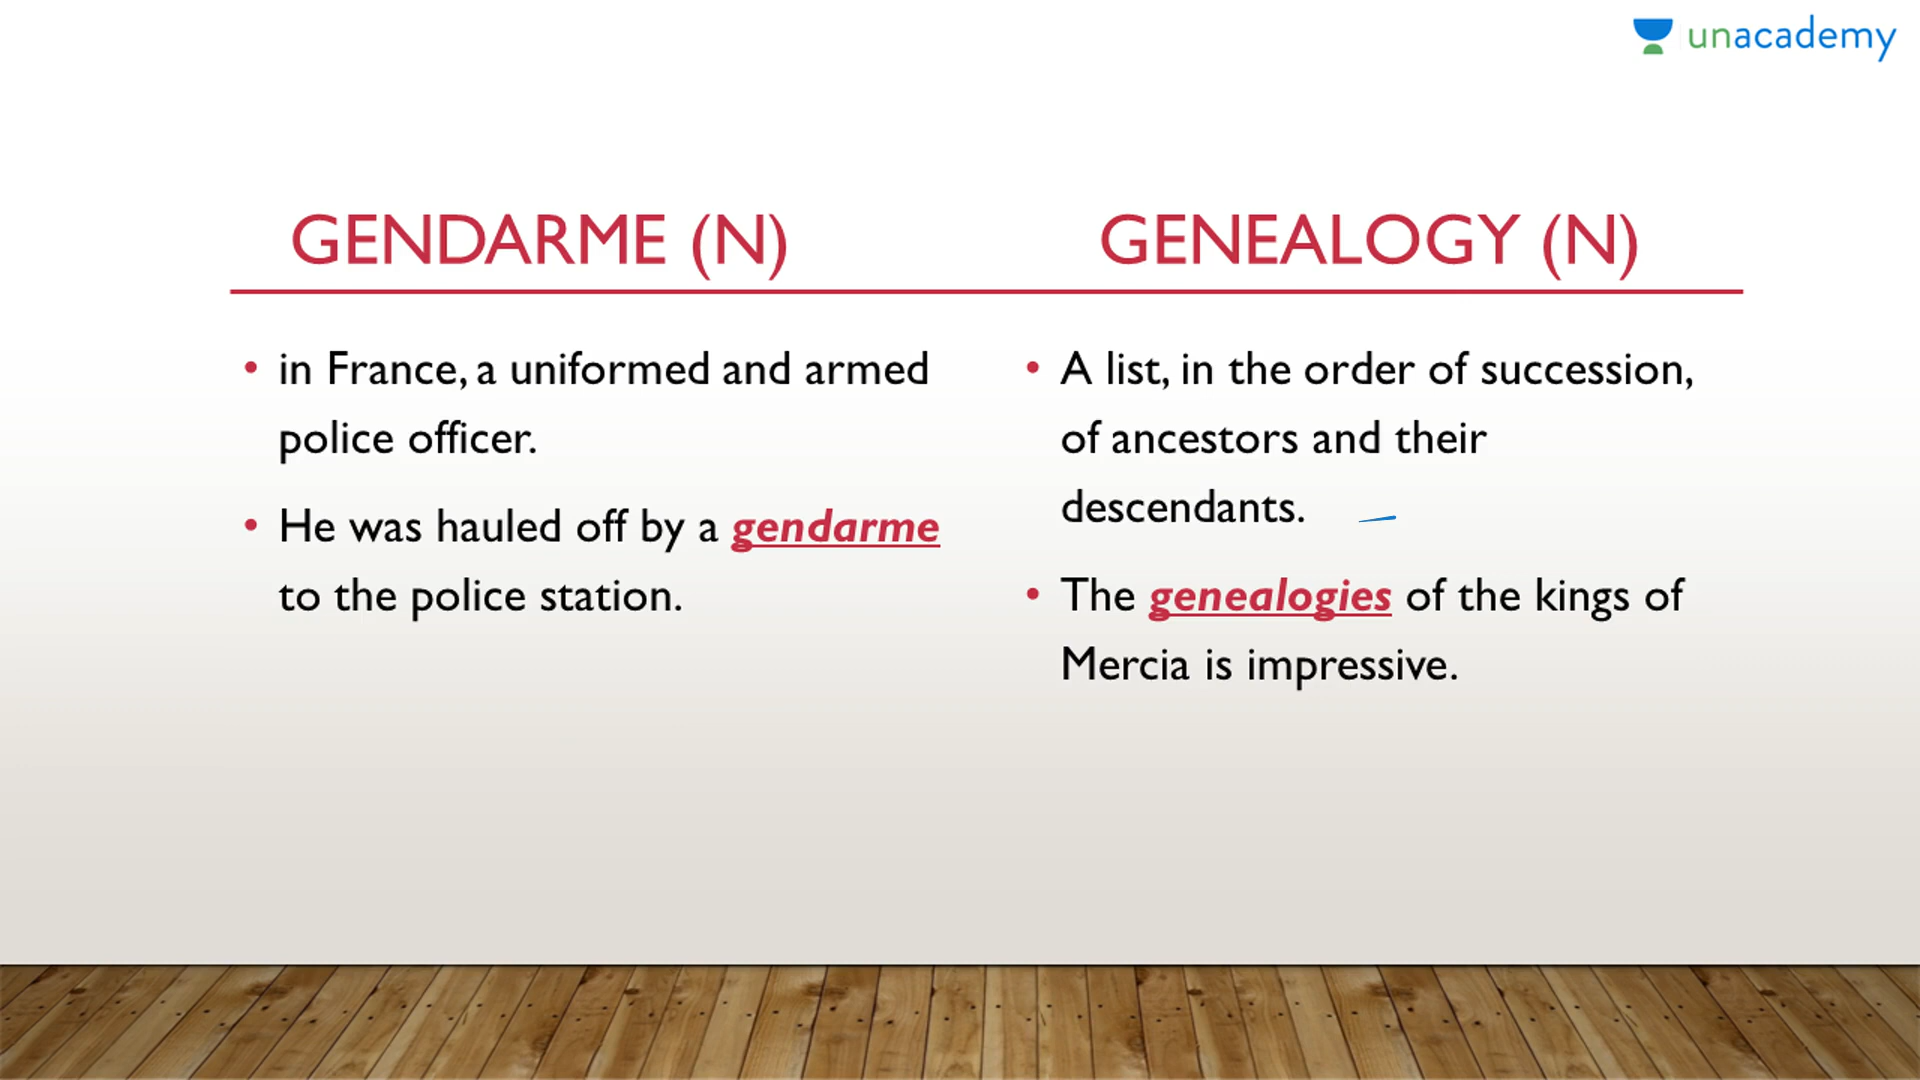 unacademy
GENDARME (N)
in France, a uniformed and armed
police officer.
He was hauled off by a gendarme
to the police station.
GENEALOGY (N)
A list, in the order of succession,
of ancestors and their
descendants.
The genealogies of the kings of
Mercia is impressive.